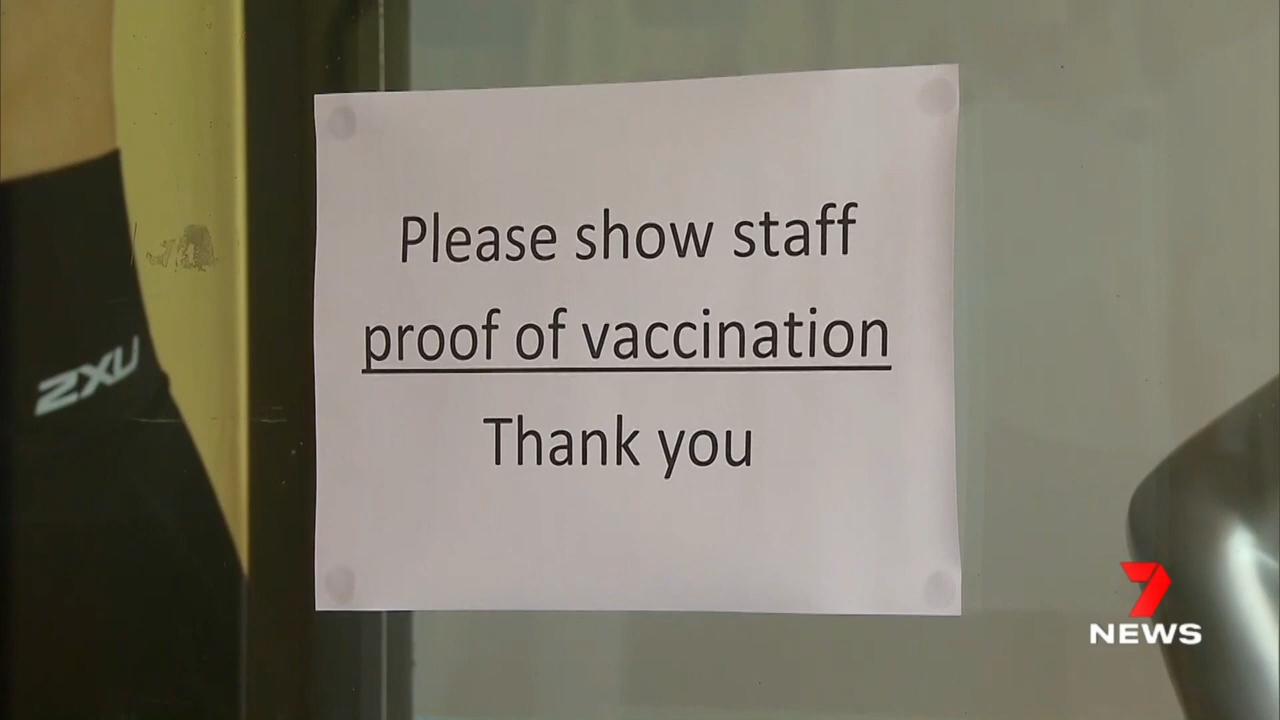 Please show staff
proof of vaccination
Thank you
2XU
7
NEWS